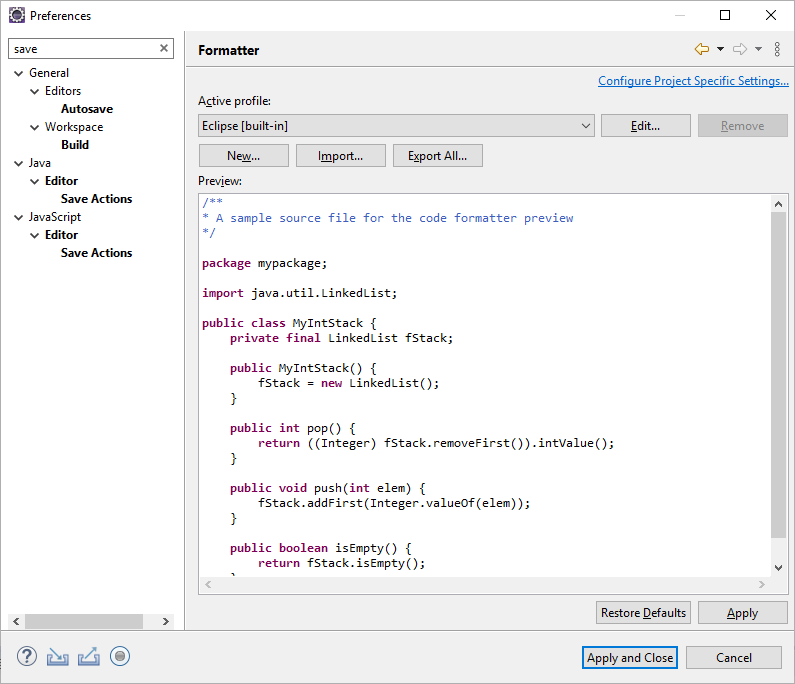 Preferences
save
General
Editors
Autosave
Workspace
Build
Java
Editor
Save Actions
JavaScript
Editor
Save Actions
Formatter
Configure Project Specific Settings...
Active profile:
Eclipse [built-in]
Edit...
Remove
New...
Import...
Export All...
Preview:
/**
* A sample source file for the code formatter preview
*/
package mypackage;
import java.util.LinkedList;
public class MyIntStack {
    private final LinkedList fStack;
    public MyIntStack() {
        fStack = new LinkedList();
    }
    public int pop() {
        return ((Integer) fStack.removeFirst()).intValue();
    }
    public void push(int elem) {
        fStack.addFirst(Integer.valueOf(elem));
    }
    public boolean isEmpty() {
        return fStack.isEmpty();
Restore Defaults
Apply
?
Apply and Close
Cancel